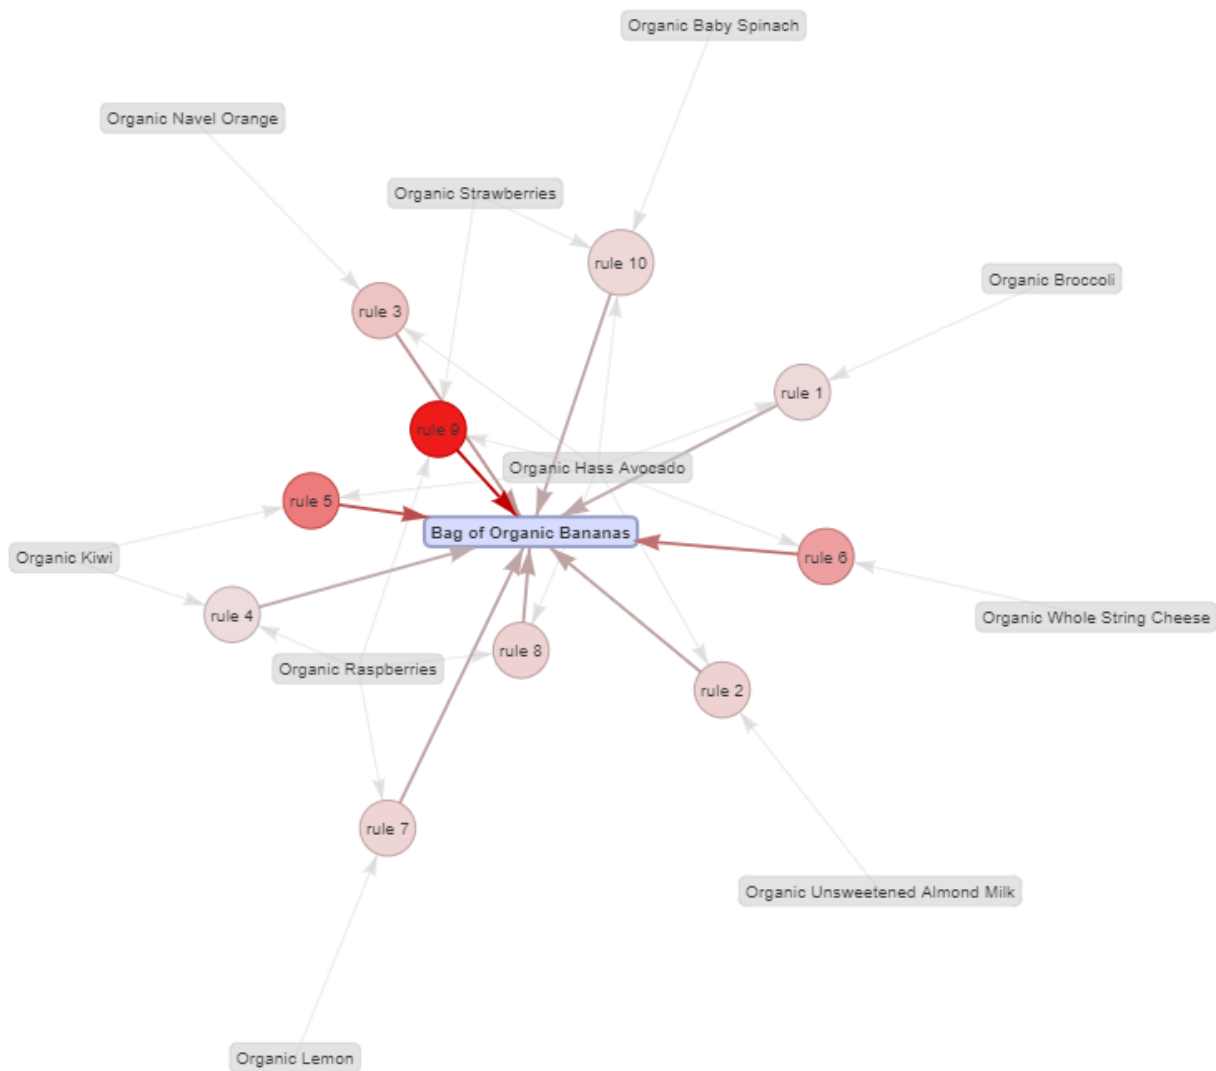 Organic Baby Spinach
Organic Navel Orange
Organic Strawberries
rule 10
Organic Broccoli
rule 3
rule 1
rule 9
Organic Hass Avocado
rule 5
Bag of Organic Bananas
Organic Kiwi
rule 6
rule 4
Organic Whole String Cheese
rule 8
Organic Raspberries
rule 2
rule 7
Organic Unsweetened Almond Milk
Organic Lemon